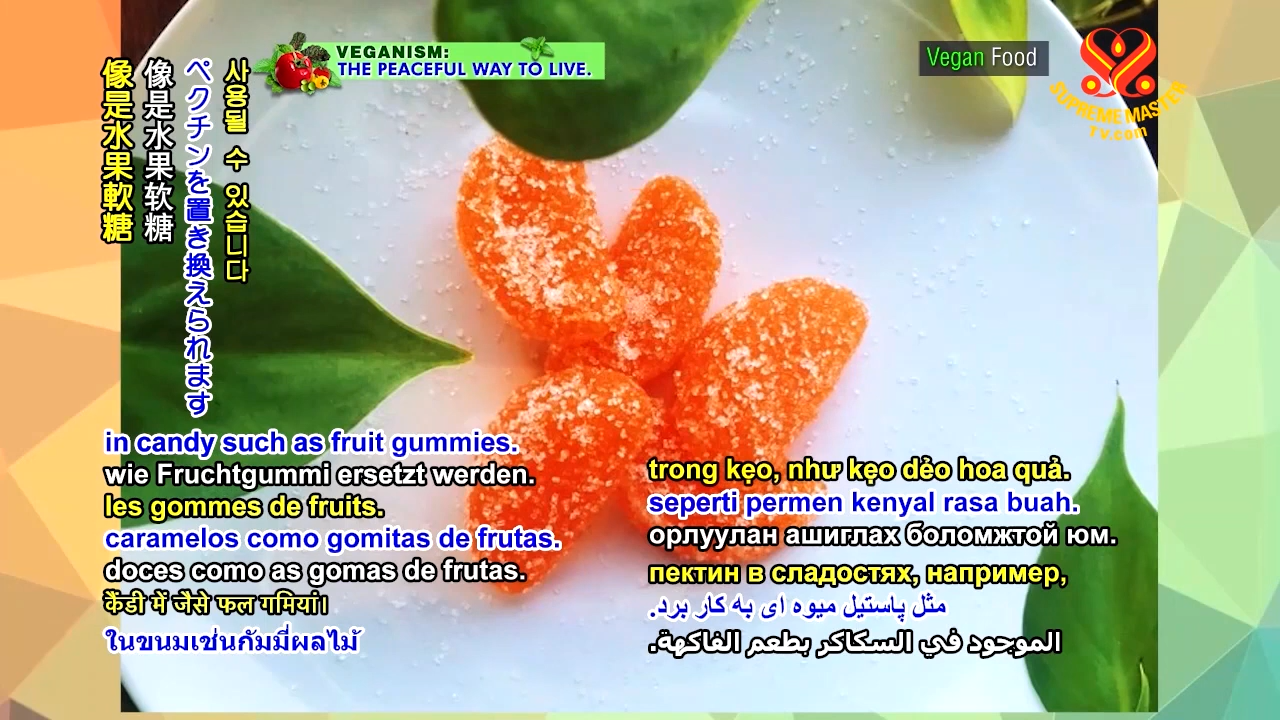 VEGANISM:
THE PEACEFUL WAY TO LIVE.
Vegan Food
SUPREME MASTER
TV.com
사용될 수 있습니다
ペクチンを置き換えられます
像是水果软糖
像是水果軟糖
in candy such as fruit gummies.
wie Fruchtgummi ersetzt werden.
les gommes de fruits.
caramelos como gomitas de frutas.
doces como as gomas de frutas.
कैंडी में जैसे फल गमियां।
ในขนมเช่นกัมมี่ผลไม้
trong kẹo, như kẹo dẻo hoa quả.
seperti permen kenyal rasa buah.
орлуулан ашиглах боломжтой юм.
пектин в сладостях, например,
مثل پاستیل میوه ای به کار برد.
الموجود في السكاكر بطعم الفاكهة.